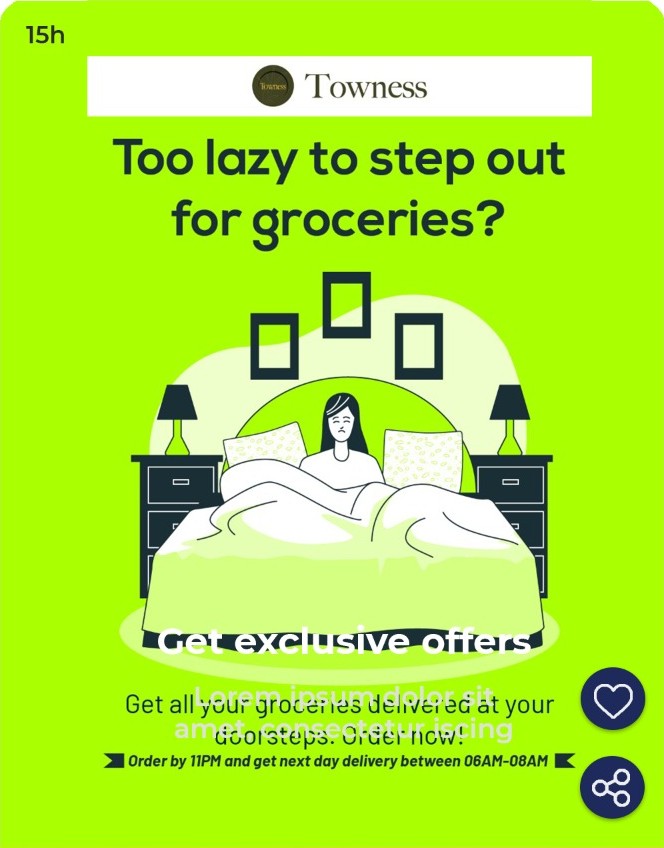 15h
Towness Towness
Too lazy to step out
for groceries?
Get exclusive offers
Lorem ipsum dolor sit
Get all your groceries delivered at your
amet, consectetur iscing
doorsteps. Order now!
Order by 11PM and get next day delivery between 06AM-08AM